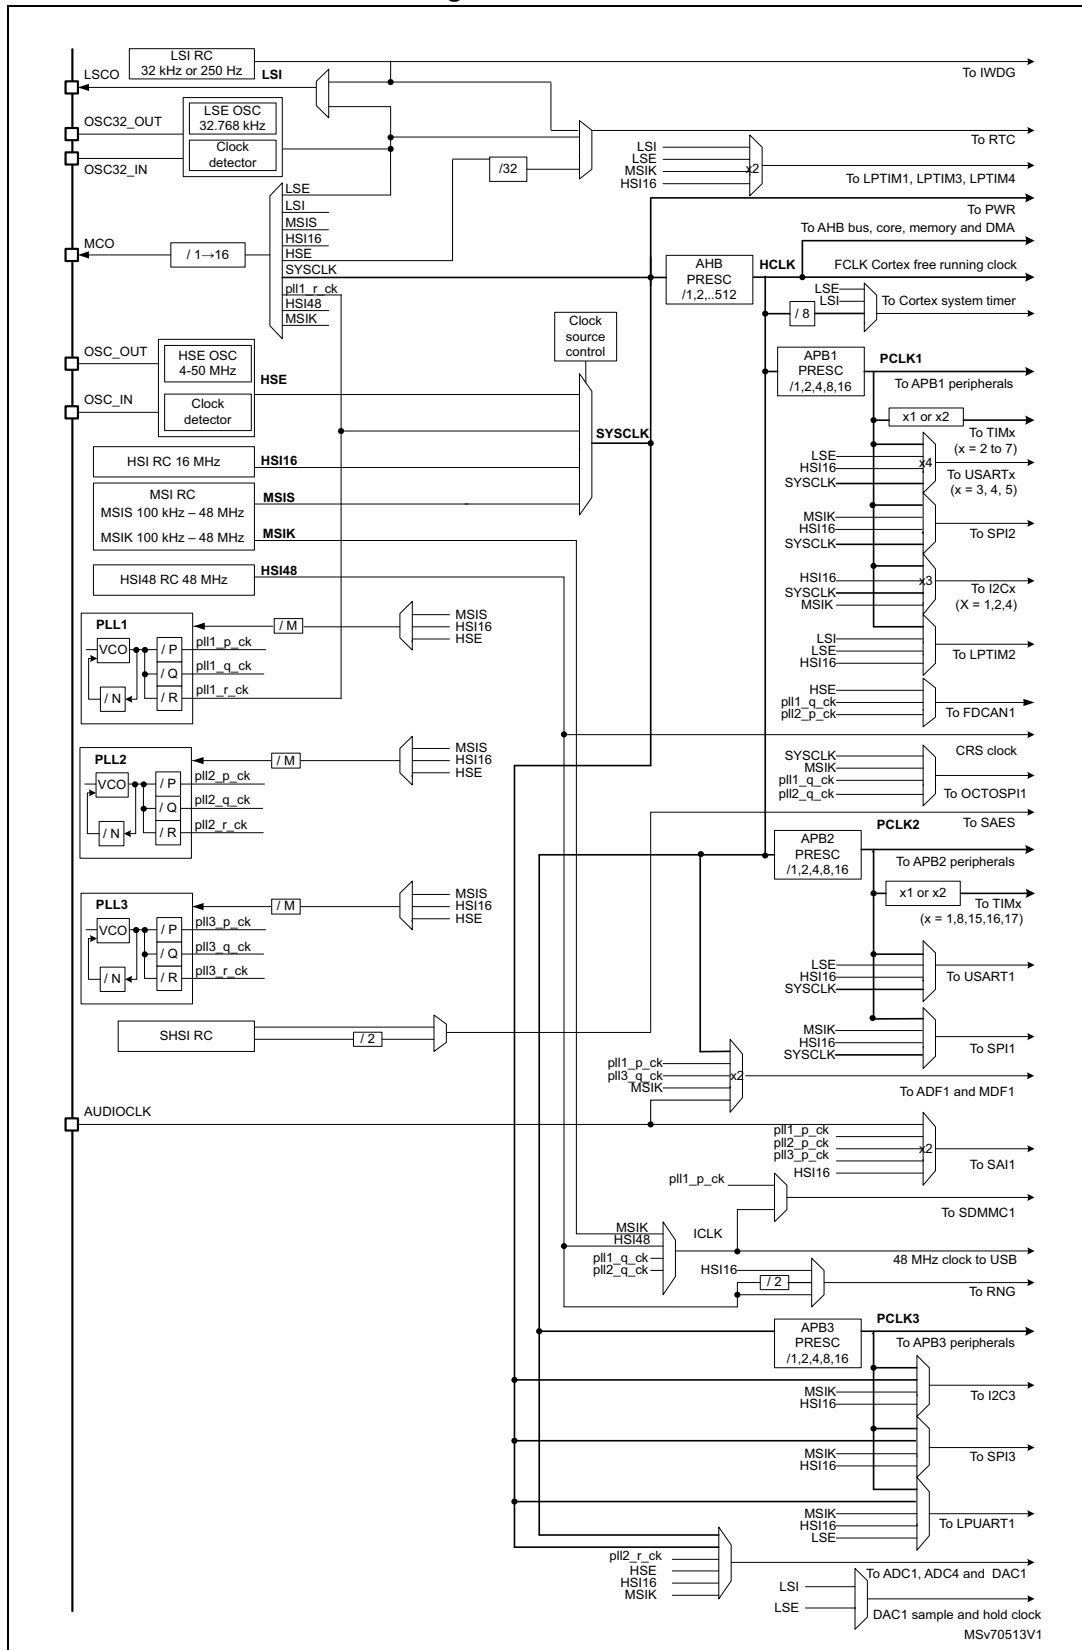 LSI RC
32 kHz or 250 Hz
LSCO
LSI
To IWDG
OSC32_OUT
LSE OSC
32.768 kHz
Clock
detector
OSC32_IN
/32
To RTC
LSI
LSE
MSIK
HSI16
x2
To LPTIM1, LPTIM3, LPTIM4
LSE
LSI
MSIS
HSI16
HSE
SYSCLK
pll1_r_ck
HSI48
MSIK
MCO
/ 1→16
To PWR
To AHB bus, core, memory and DMA
AHB
PRESC
/1,2,..512
HCLK
FCLK Cortex free running clock
LSE
LSI
/ 8
To Cortex system timer
Clock
source
control
OSC_OUT
HSE OSC
4-50 MHz
HSE
OSC_IN
Clock
detector
SYSCLK
APB1
PRESC
/1,2,4,8,16
PCLK1
To APB1 peripherals
x1 or x2
To TIMx
(x = 2 to 7)
HSI RC 16 MHz
HSI16
LSE
HSI16
SYSCLK
x4
To USARTx
(x = 3, 4, 5)
MSI RC
MSIS 100 kHz – 48 MHz
MSIK 100 kHz – 48 MHz
MSIS
MSIK
MSIK
HSI16
SYSCLK
To SPI2
HSI48 RC 48 MHz
HSI48
HSI16
SYSCLK
MSIK
x3
To I2Cx
(X = 1,2,4)
PLL1
VCO
/ N
/ P
/ Q
/ R
pll1_p_ck
pll1_q_ck
pll1_r_ck
/ M
MSIS
HSI16
HSE
LSI
LSE
HSI16
To LPTIM2
HSE
pll1_q_ck
pll2_p_ck
To FDCAN1
CRS clock
PLL2
VCO
/ N
/ P
/ Q
/ R
pll2_p_ck
pll2_q_ck
pll2_r_ck
/ M
MSIS
HSI16
HSE
SYSCLK
MSIK
pll1_q_ck
pll2_q_ck
To OCTOSPI1
To SAES
APB2
PRESC
/1,2,4,8,16
PCLK2
To APB2 peripherals
x1 or x2
To TIMx
(x = 1,8,15,16,17)
PLL3
VCO
/ N
/ P
/ Q
/ R
pll3_p_ck
pll3_q_ck
pll3_r_ck
/ M
MSIS
HSI16
HSE
LSE
HSI16
SYSCLK
To USART1
SHSI RC
/ 2
MSIK
HSI16
SYSCLK
To SPI1
pll1_p_ck
pll3_q_ck
MSIK
x2
To ADF1 and MDF1
AUDIOCLK
pll1_p_ck
pll2_p_ck
pll3_p_ck
HSI16
x2
To SAI1
pll1_p_ck
To SDMMC1
MSIK
HSI48
pll1_q_ck
pll2_q_ck
ICLK
48 MHz clock to USB
HSI16
/ 2
To RNG
APB3
PRESC
/1,2,4,8,16
PCLK3
To APB3 peripherals
MSIK
HSI16
To I2C3
MSIK
HSI16
To SPI3
MSIK
HSI16
LSE
To LPUART1
pll2_r_ck
HSE
HSI16
MSIK
To ADC1, ADC4 and DAC1
LSI
LSE
DAC1 sample and hold clock
MSv70513V1